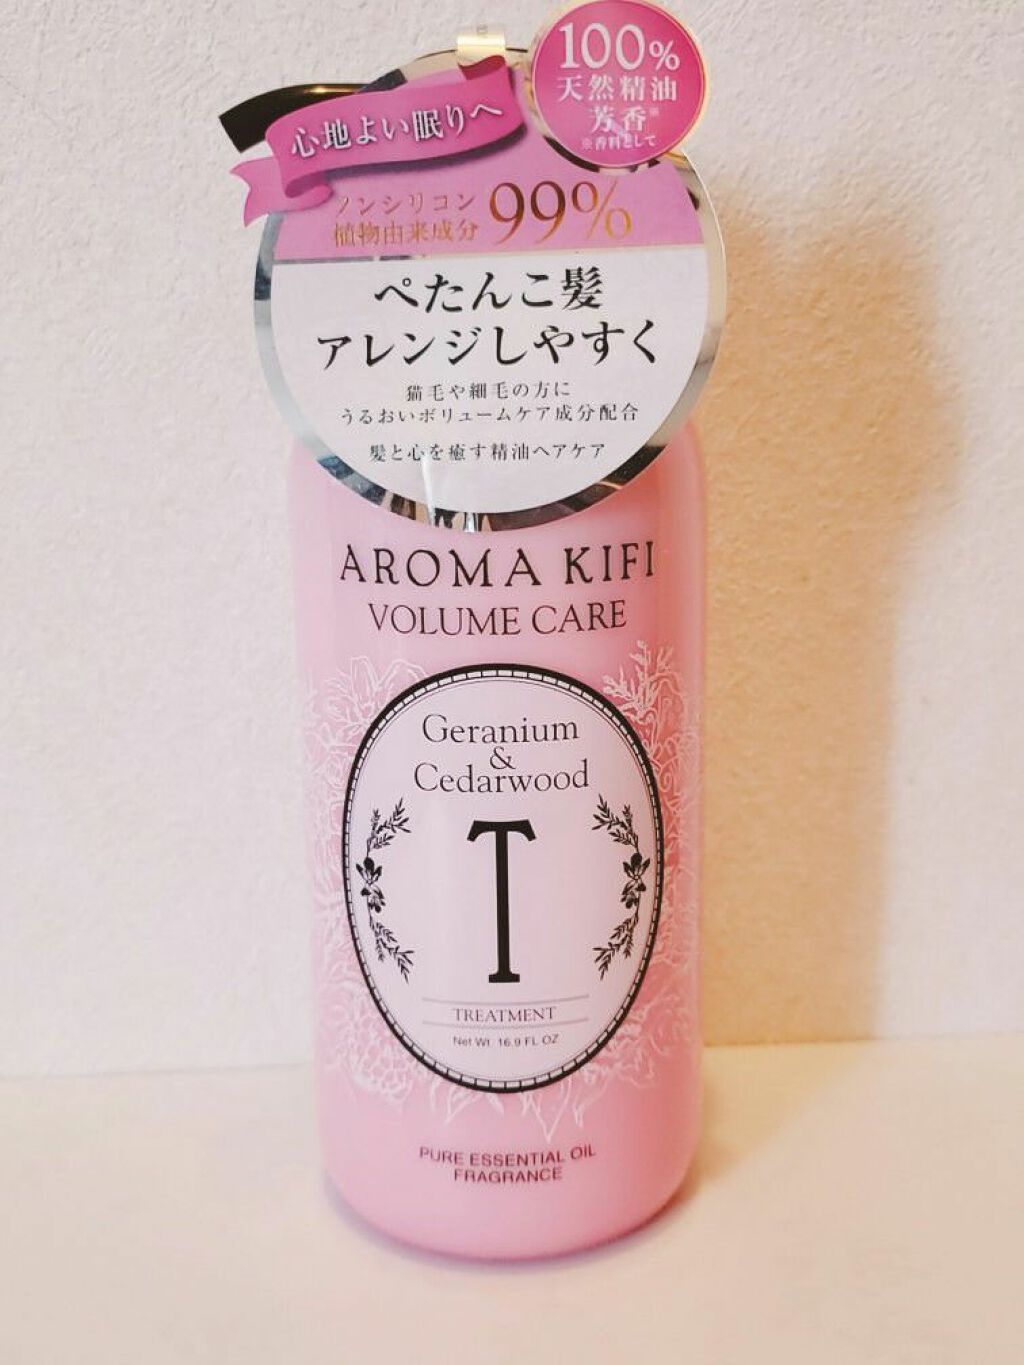 100%
天然精油
芳香※
※香料として
心地よい眠りへ
ノンシリコン
植物由来成分 99%
ぺたんこ髪
アレンジしやすく
猫毛や細毛の方に
うるおいボリュームケア成分配合
髪と心を癒す精油ヘアケア
AROMA KIFI
VOLUME CARE
Geranium
&
Cedarwood
T
TREATMENT
Net Wt. 16.9 FL OZ
PURE ESSENTIAL OIL
FRAGRANCE